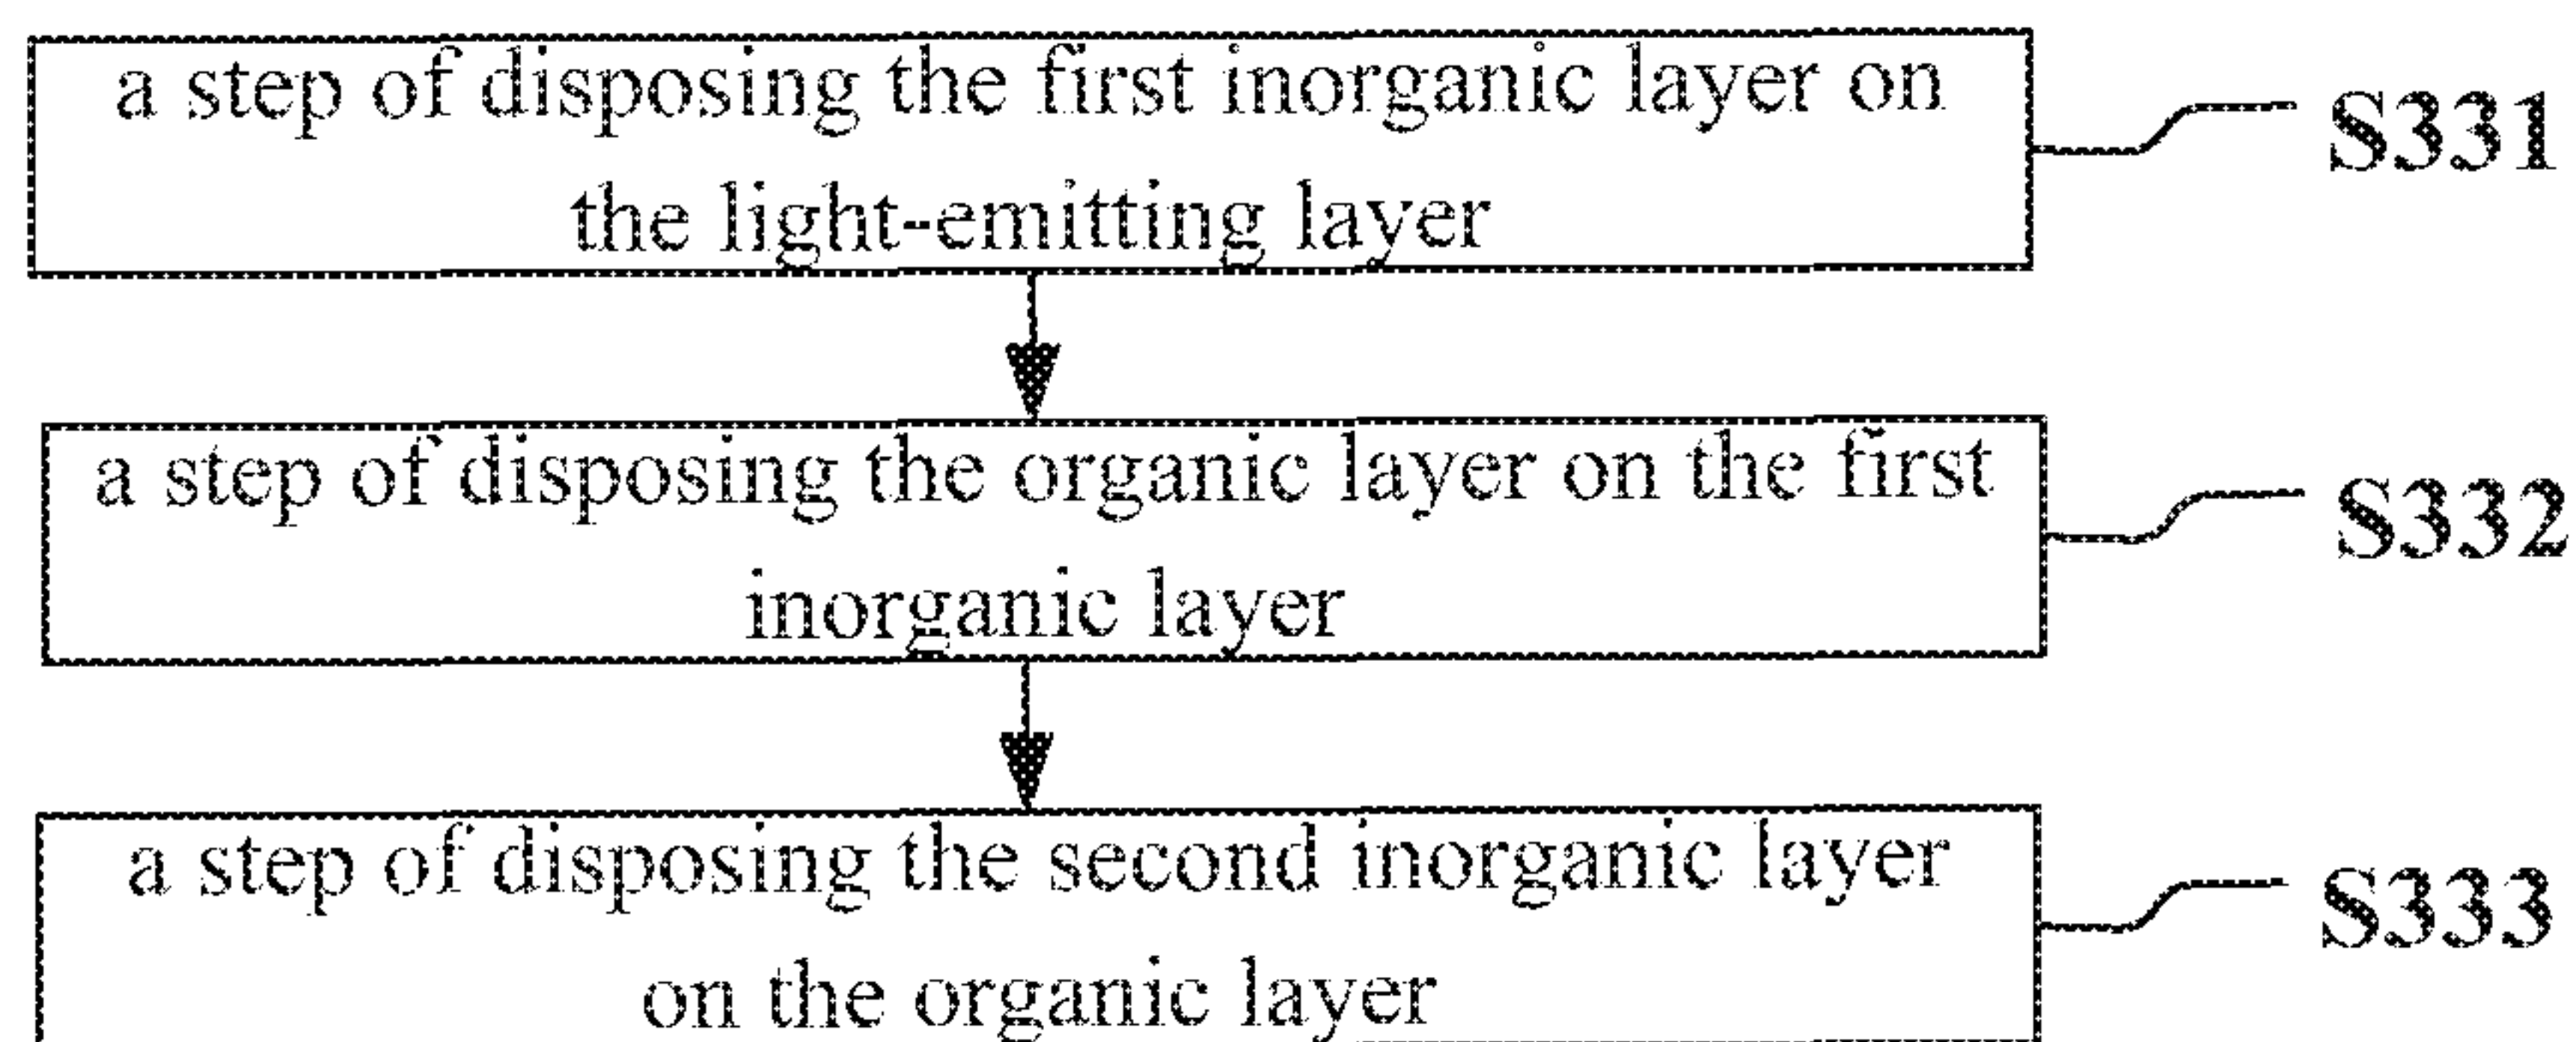 a step of disposing the first inorganic layer on
the light-emitting layer
S331
a step of disposing the organic layer on the first
inorganic layer
S332
a step of disposing the second inorganic layer
on the organic layer
S333